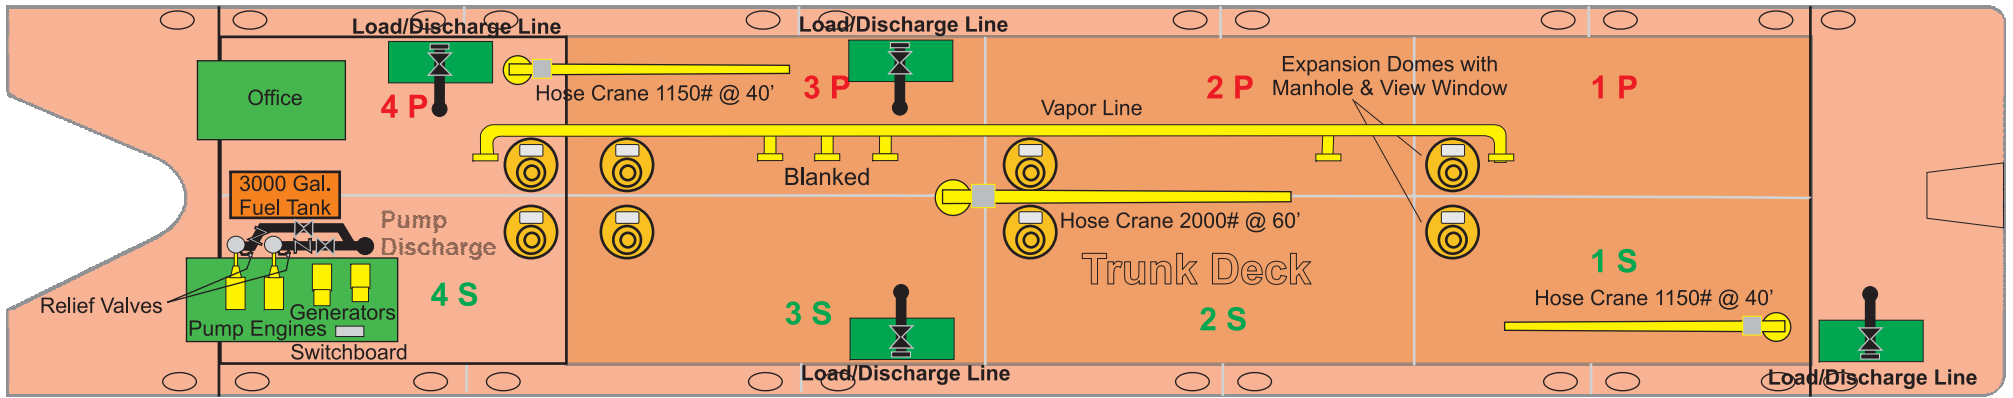 Load/Discharge Line
Load/Discharge Line
Office
4 P
Hose Crane 1150# @ 40'
3 P
2 P
Expansion Domes with
Manhole & View Window
1 P
Vapor Line
Blanked
3000 Gal.
Fuel Tank
Pump
Discharge
Hose Crane 2000# @ 60'
Trunk Deck
Relief Valves
Generators
Pump Engines
Switchboard
4 S
3 S
2 S
1 S
Hose Crane 1150# @ 40'
Load/Discharge Line
Load/Discharge Line